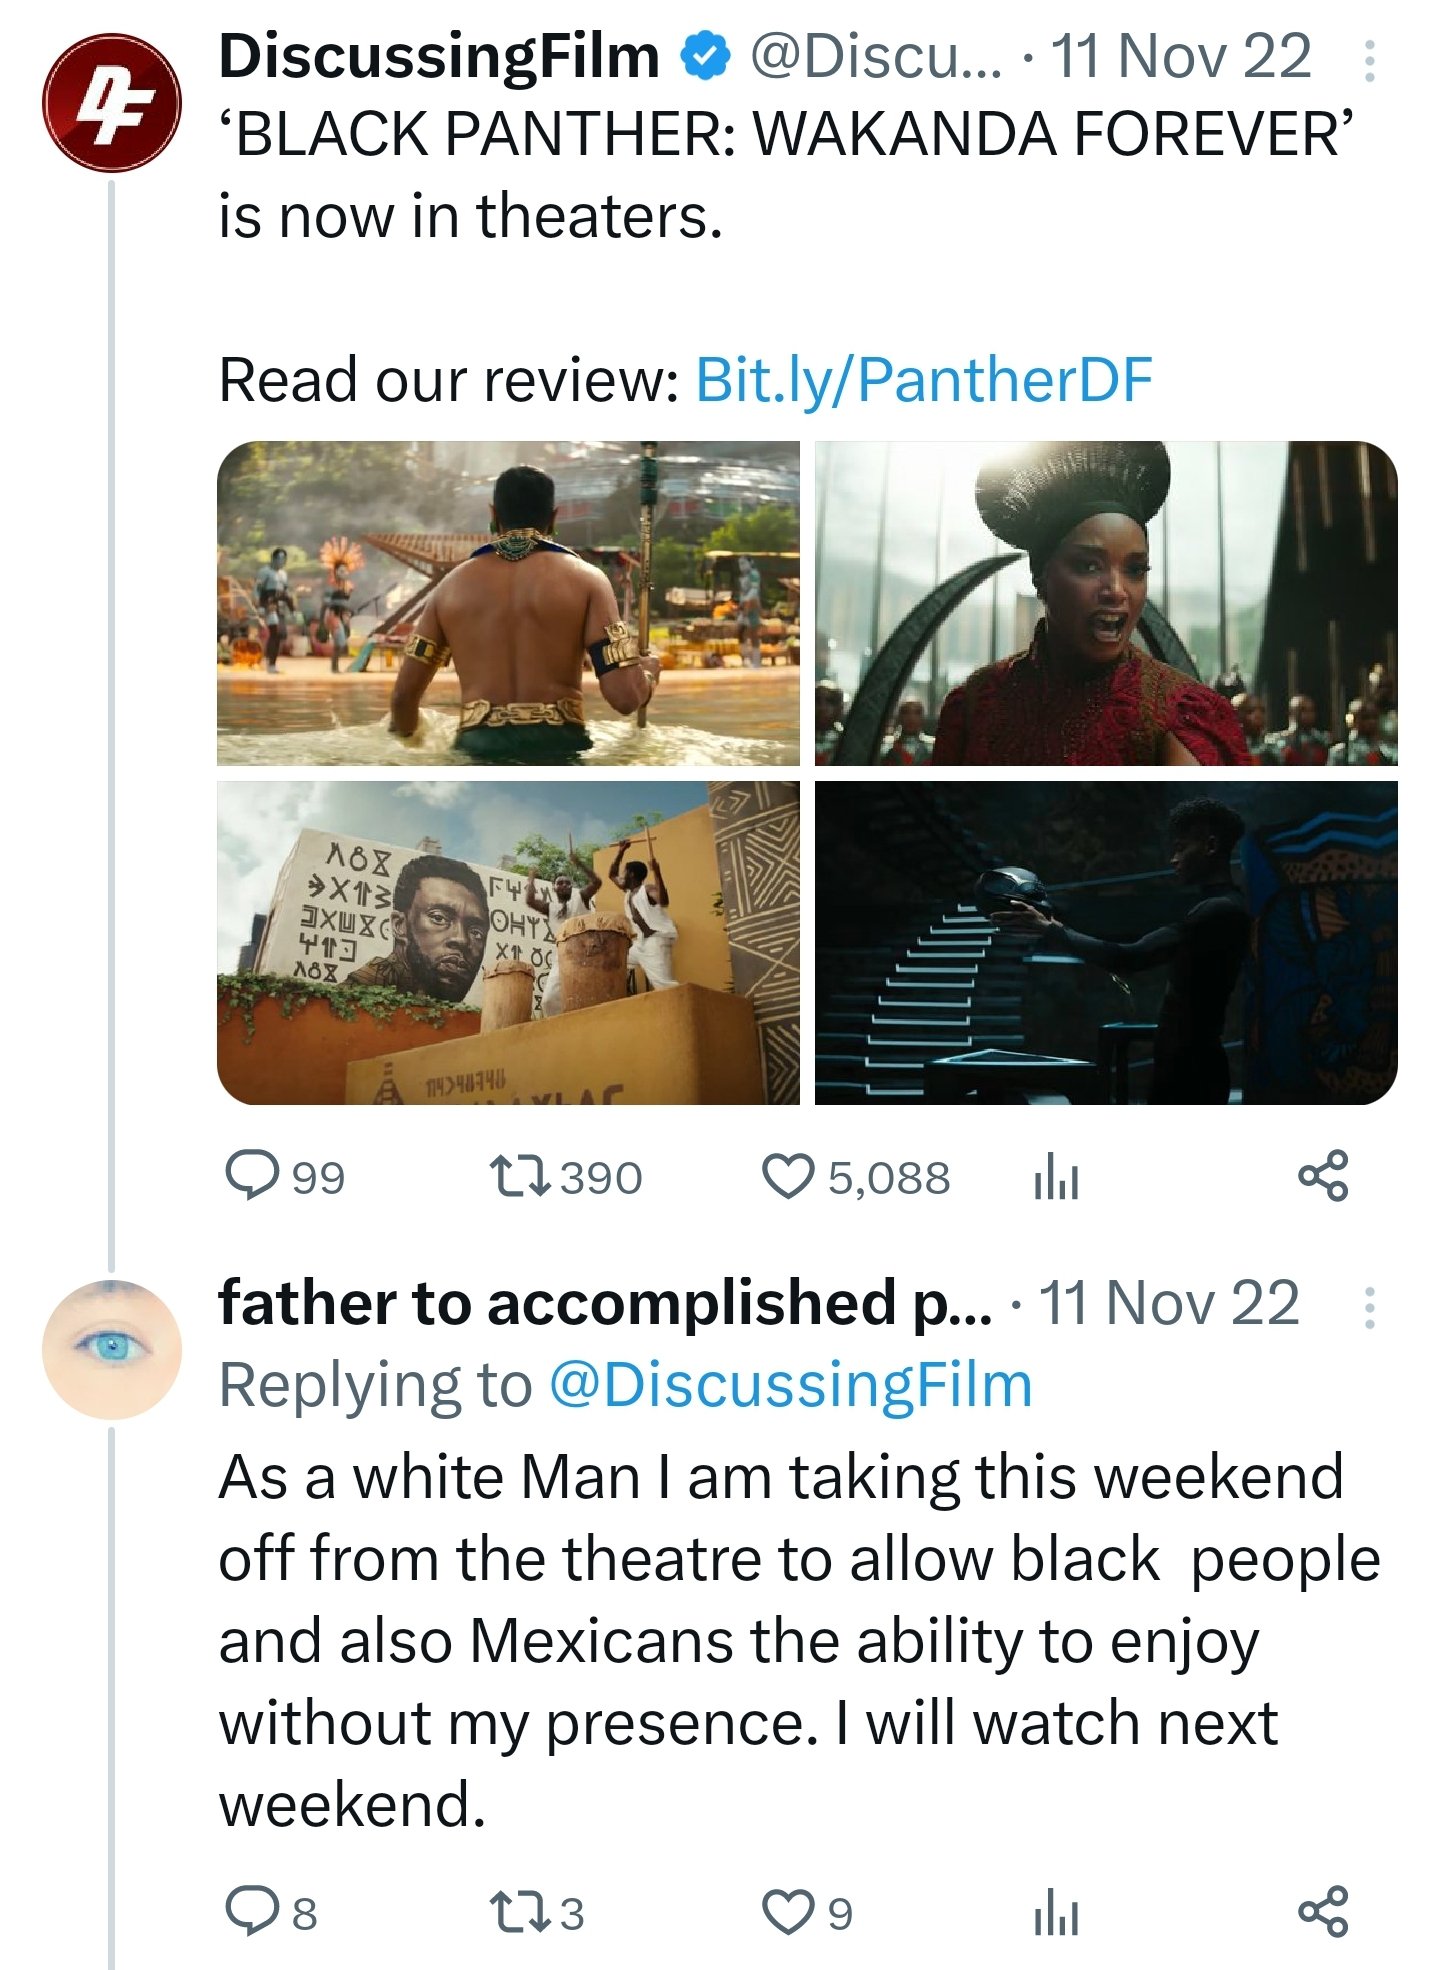 DiscussingFilm @Discu... · 11 Nov 22
‘BLACK PANTHER: WAKANDA FOREVER’
is now in theaters.
Read our review: Bit.ly/PantherDF
99 390 5,088
father to accomplished p... · 11 Nov 22
Replying to @DiscussingFilm
As a white Man I am taking this weekend
off from the theatre to allow black  people
and also Mexicans the ability to enjoy
without my presence. I will watch next
weekend.
8 3 9